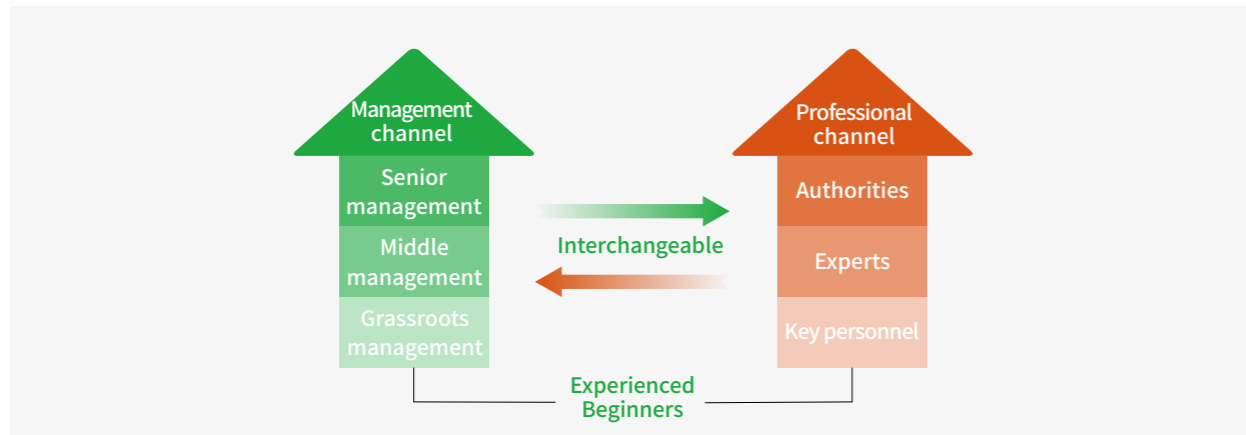 Management
channel
Senior
management
Middle
management
Grassroots
management
Interchangeable
Professional
channel
Authorities
Experts
Key personnel
Experienced
Beginners